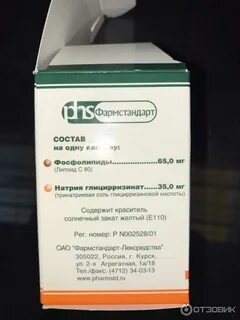 phs Фармстандарт
СОСТАВ
на одну капсулу:
Фосфолипиды....................65,0 мг
(Липоид С 80)
Натрия глицирризинат......35,0 мг
(тринатриевая соль глицирризиновой кислоты)
Содержит краситель
солнечный закат желтый (Е110)
Рег. номер: Р N002528/01
ОАО "Фармстандарт-Лексредства"
305022, Россия, г. Курск,
ул. 2-я Агрегатная, 1а/18
Тел./факс: (4712) 34-03-13
www.pharmstd.ru
ОТЗОВИК